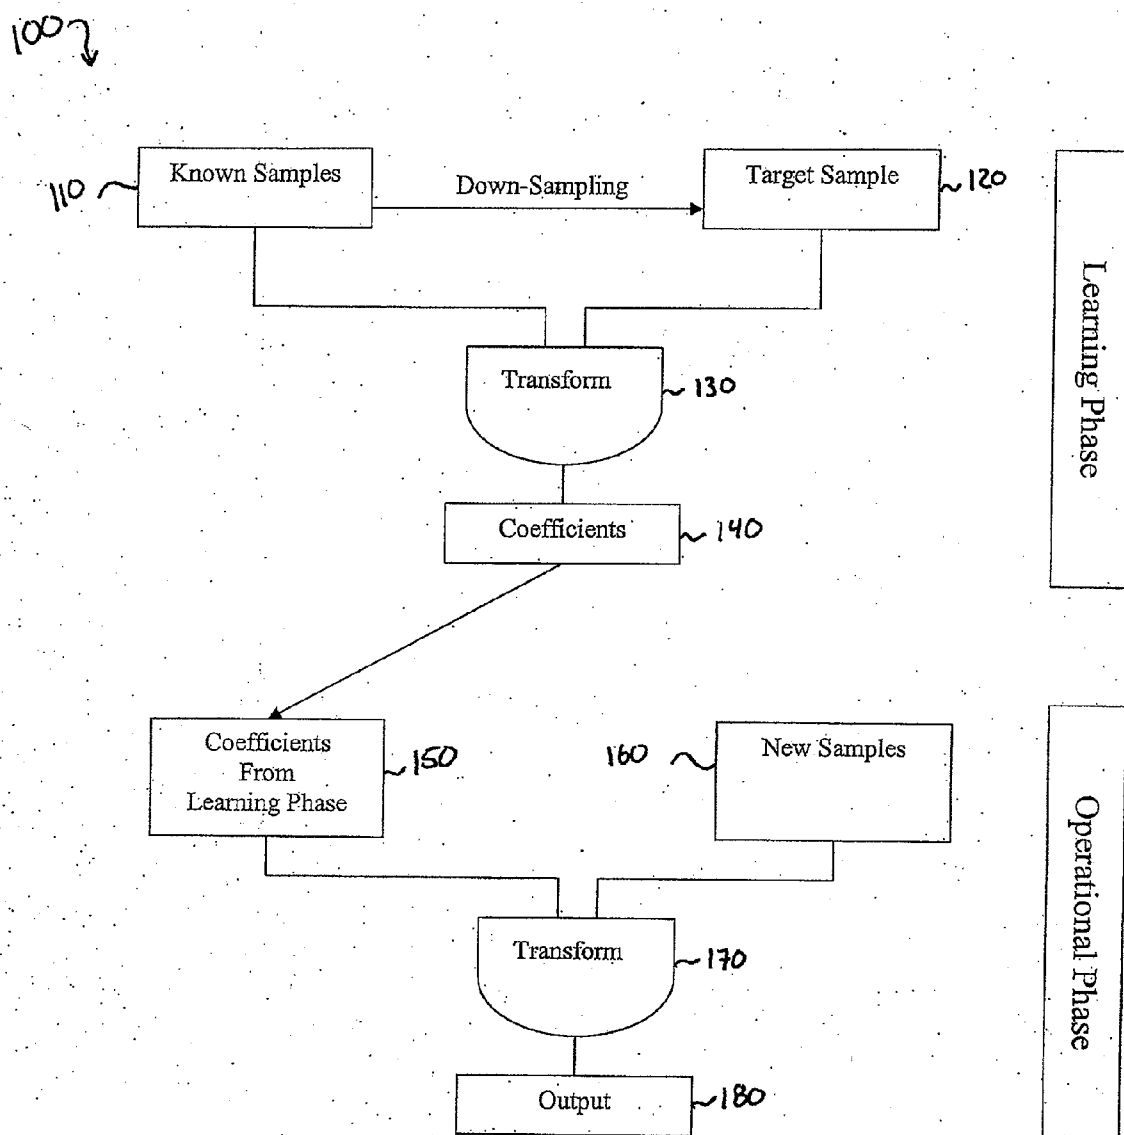 100
Known Samples
110
Down-Sampling
Target Sample
120
Learning Phase
Transform
130
Coefficients
140
Coefficients
From
Learning Phase
150
160
New Samples
Operational Phase
Transform
170
Output
180